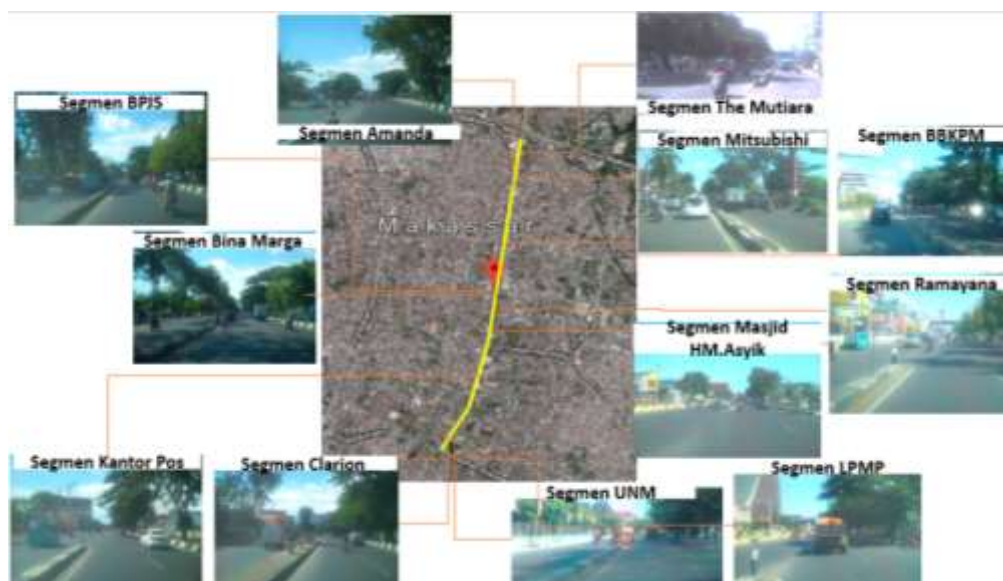 Segmen BPJS
Segmen Amanda
Segmen The Mutiara
Segmen Mitsubishi
Segmen BBKPM
Segmen Bina Marga
Makassar
Segmen Ramayana
Segmen Masjid
HM.Asyik
Segmen Kantor Pos
Segmen Clarion
Segmen UNM
Segmen LPMP